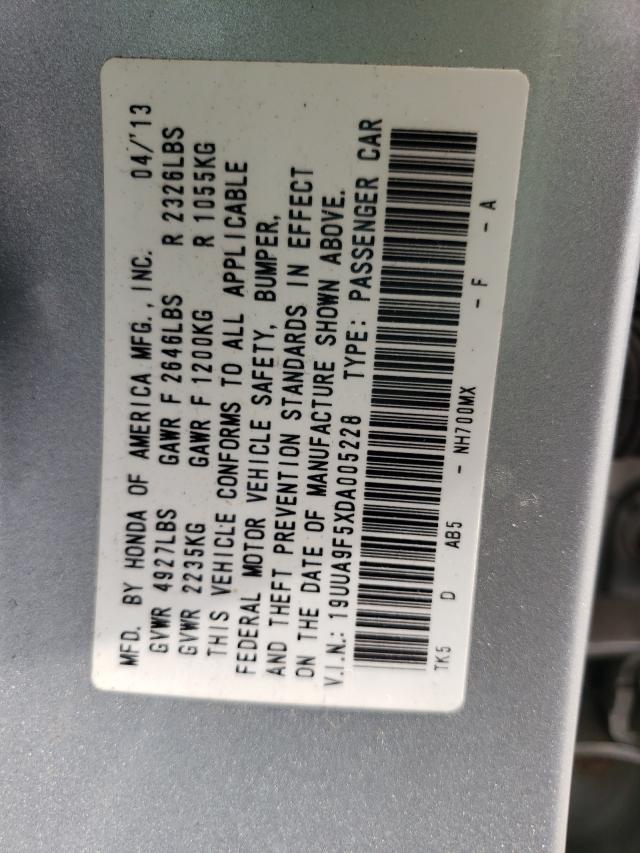 MFD. BY HONDA OF AMERICA MFG., INC. 04/'13
GVWR 4927LBS GAWR F 2646LBS R 2326LBS
GVWR 2235KG GAWR F 1200KG R 1055KG
THIS VEHICLE CONFORMS TO ALL APPLICABLE
FEDERAL MOTOR VEHICLE SAFETY, BUMPER,
AND THEFT PREVENTION STANDARDS IN EFFECT
ON THE DATE OF MANUFACTURE SHOWN ABOVE.
V.I.N.: 19UUA9F5XDA005228 TYPE: PASSENGER CAR
TK5 D AB5 - NH700MX - F - A